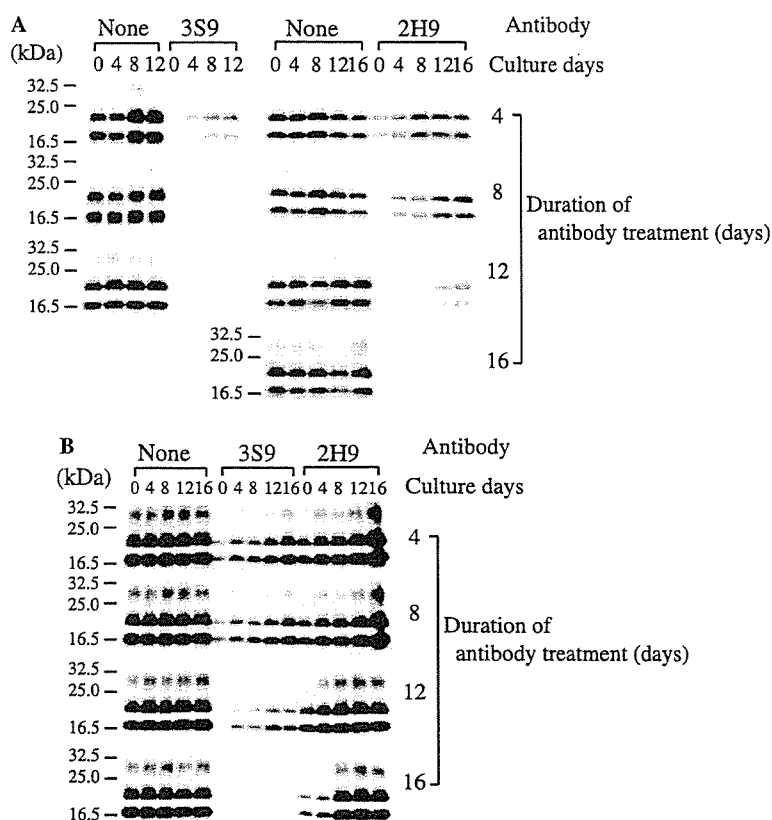 A
None 3S9 None 2H9 Antibody
(kDa)
0 4 8 12 0 4 8 12 0 4 8 12 16 0 4 8 12 16 Culture days
32.5
25.0
4
16.5
32.5
25.0
8
Duration of
16.5
antibody treatment (days)
32.5
25.0
12
16.5
32.5
25.0
16
16.5
B
None 3S9 2H9 Antibody
(kDa)
0 4 8 12 16 0 4 8 12 16 0 4 8 12 16 Culture days
32.5
25.0
4
16.5
32.5
25.0
8
Duration of
16.5
antibody treatment (days)
32.5
25.0
12
16.5
32.5
25.0
16
16.5